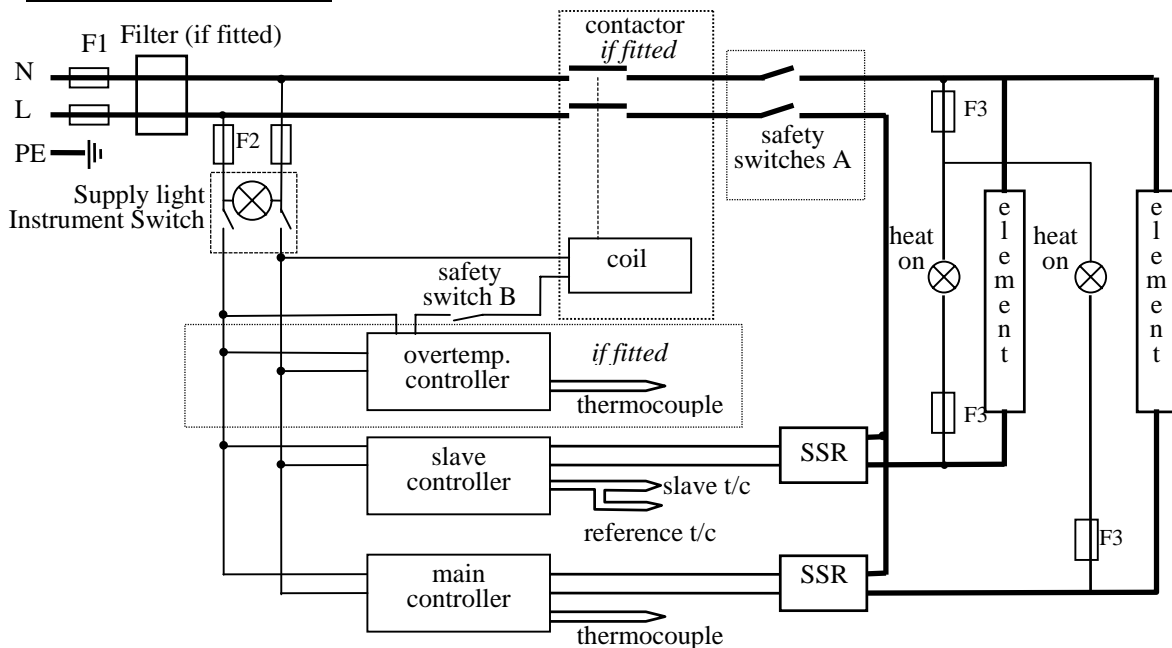 Filter (if fitted)
F1
N
L
PE
contactor
if fitted
safety
switches A
F2
Supply light
Instrument Switch
F3
heat
on
element
heat
on
element
coil
safety
switch B
overtemp.
controller
if fitted
thermocouple
F3
slave
controller
SSR
slave t/c
reference t/c
F3
main
controller
SSR
thermocouple